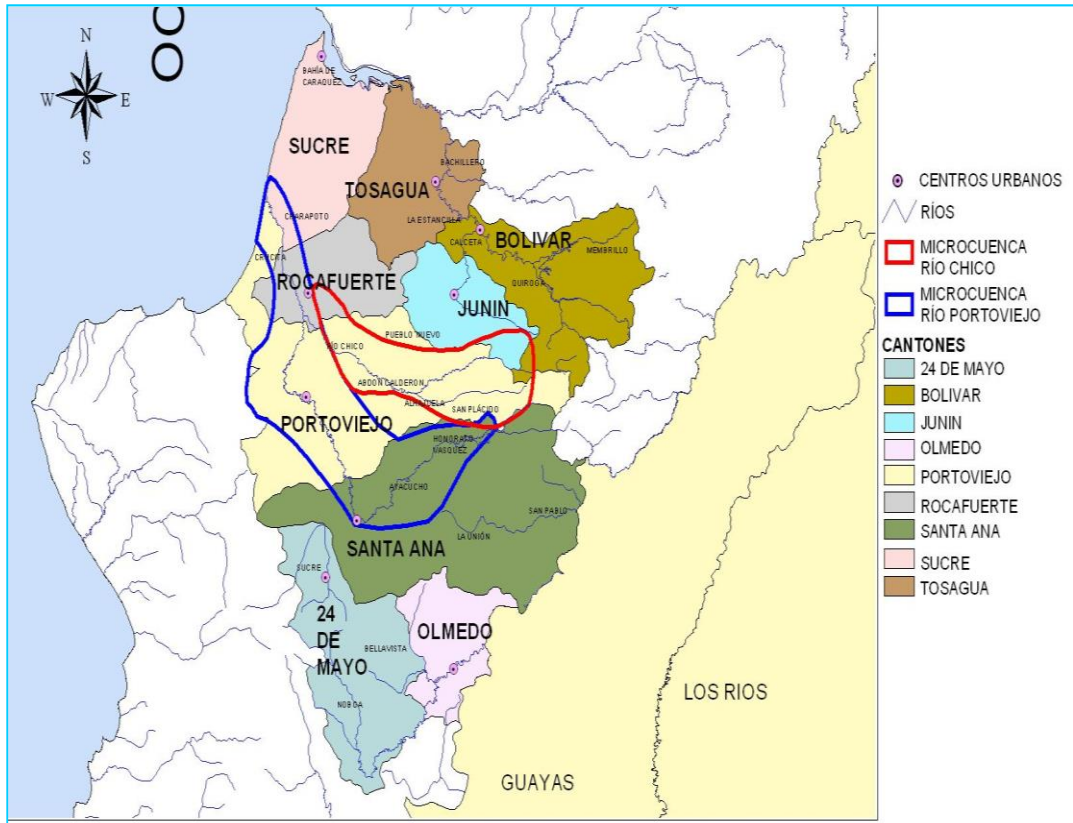 OC
N
W E
S
BAHÍA DE
CARAQUEZ
SUCRE
BACHILLERO
TOSAGUA
LA ESTANCILLA
CHARAPOTO
BOLIVAR
CALCETA
MEMBRILLO
CRUCITA
ROCAFUERTE
QUIROGA
JUNIN
PUEBLO NUEVO
RÍO CHICO
ABDON CALDERON
ALHAJUELA
SAN PLÁCIDO
PORTOVIEJO
HONORATO
VASQUEZ
AYACUCHO
SAN PABLO
LA UNIÓN
SANTA ANA
SUCRE
24
DE
MAYO
OLMEDO
BELLAVISTA
NOBOA
LOS RIOS
GUAYAS
CENTROS URBANOS
RÍOS
MICROCUENCA
RÍO CHICO
MICROCUENCA
RÍO PORTOVIEJO
CANTONES
24 DE MAYO
BOLIVAR
JUNIN
OLMEDO
PORTOVIEJO
ROCAFUERTE
SANTA ANA
SUCRE
TOSAGUA